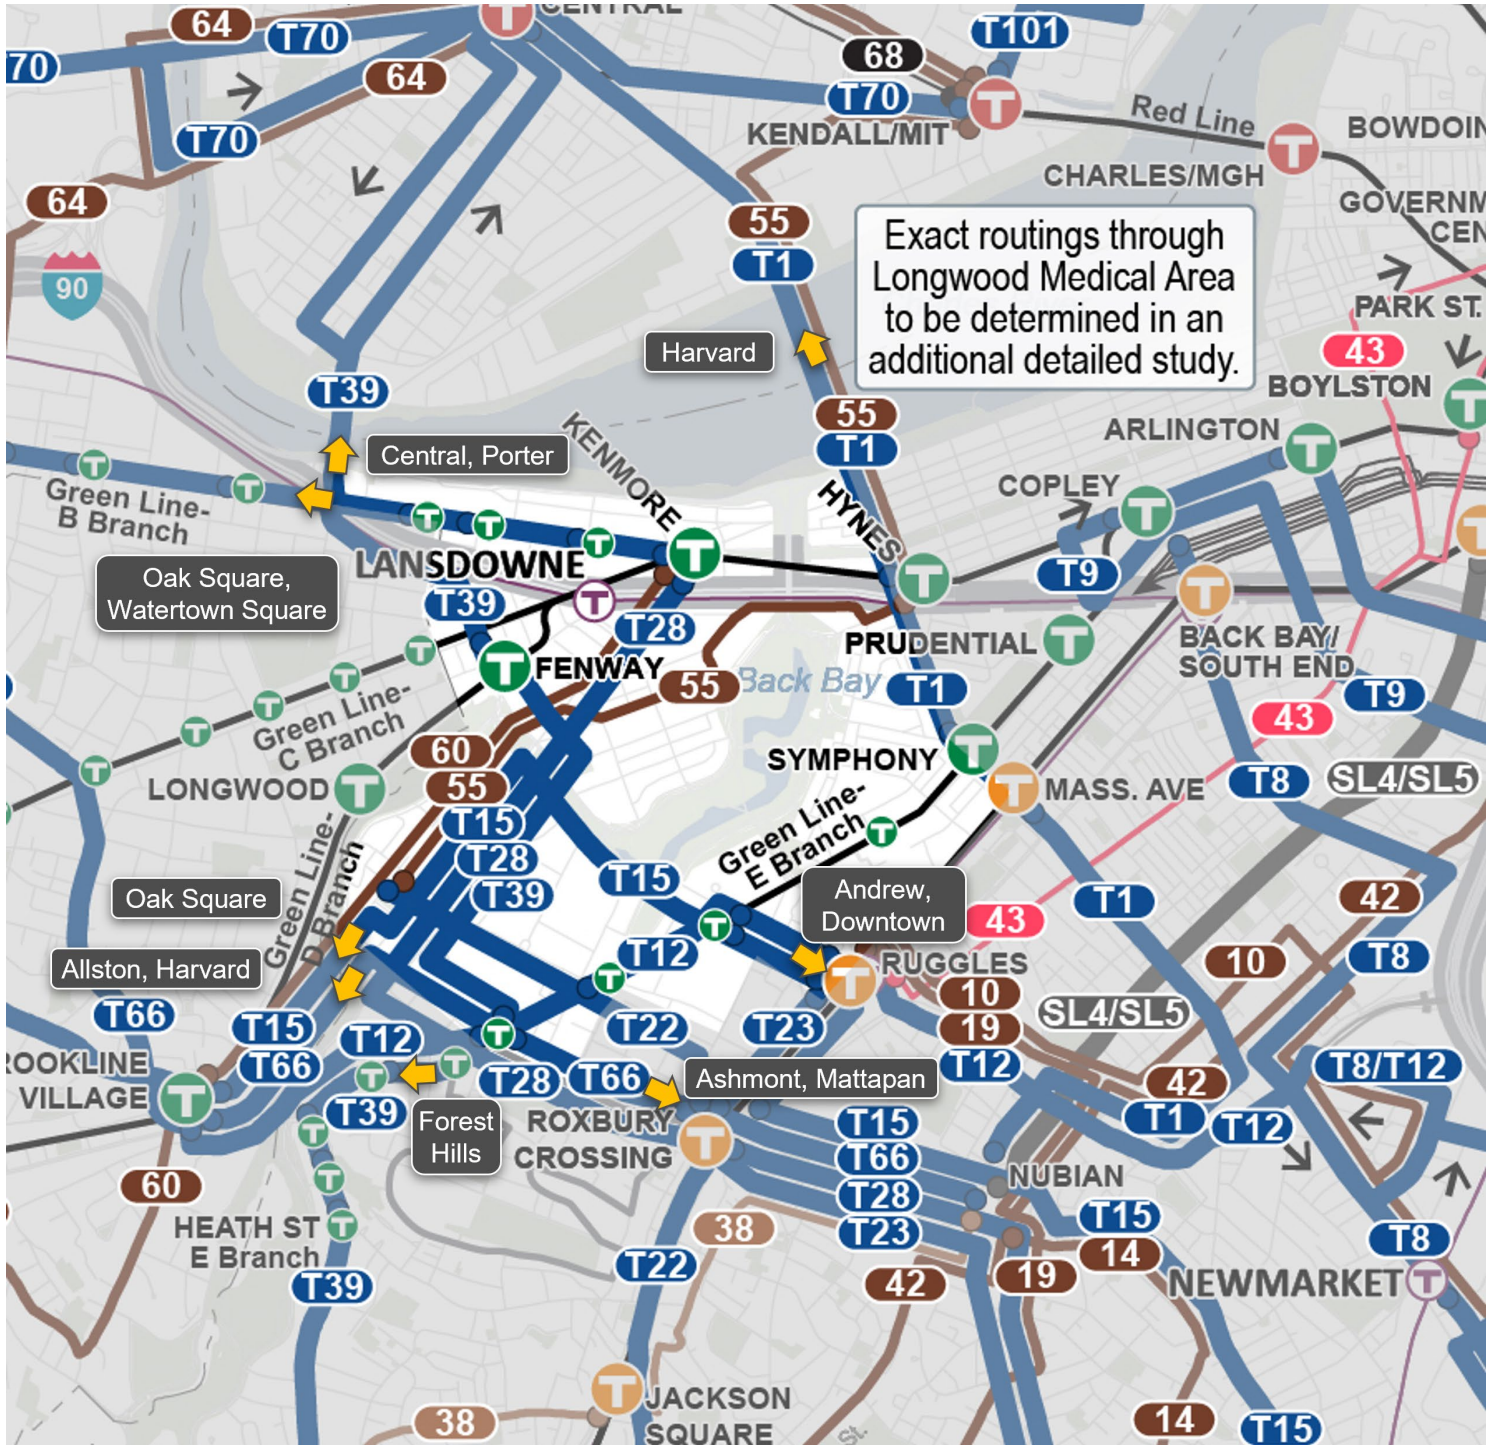 64
T70
CENTRAL
T101
70
68
64
T70
Red Line
T70
KENDALL/MIT
BOWDOIN
CHARLES/MGH
64
GOVERNM
CEN
55
T1
Exact routings through
Longwood Medical Area
to be determined in an
additional detailed study.
90
PARK ST.
Harvard
43
BOYLSTON
T39
55
T1
ARLINGTON
KENMORE
Central, Porter
HYNES
COPLEY
Green Line-
B Branch
LANSDOWNE
T9
Oak Square,
Watertown Square
T39
T28
PRUDENTIAL
BACK BAY/
SOUTH END
FENWAY
55
Back Bay
T1
T9
Green Line-
C Branch
43
60
SYMPHONY
LONGWOOD
55
MASS. AVE
T8
SL4/SL5
T15
Green Line-
E Branch
T28
T39
T15
Green Line-
D Branch
Oak Square
Andrew,
Downtown
43
T1
42
Allston, Harvard
T12
RUGGLES
10
T8
10
T66
T15
T22
T23
19
SL4/SL5
T12
T66
T12
T8/T12
ROOKLINE
VILLAGE
T28
T66
Ashmont, Mattapan
42
T39
Forest
Hills
ROXBURY
CROSSING
T15
T1
T12
T66
NUBIAN
60
T28
T15
HEATH ST
E Branch
38
T23
14
T8
T22
42
19
NEWMARKET
T39
JACKSON
SQUARE
38
St.
14
T15